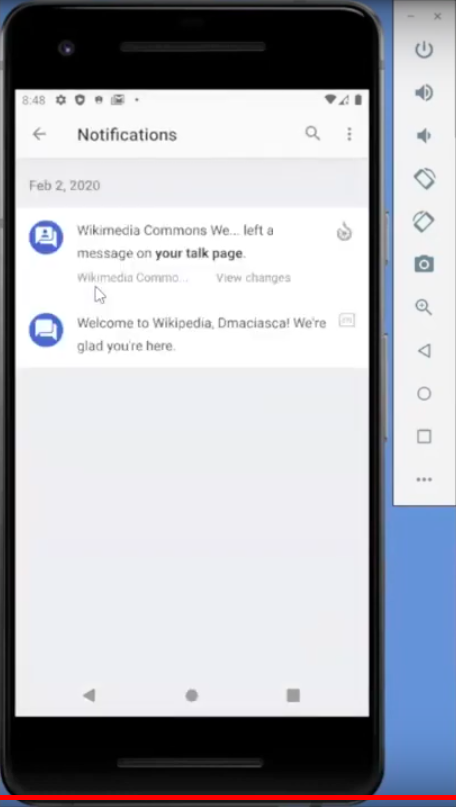 8:48
Notifications
Feb 2, 2020
Wikimedia Commons We... left a
message on your talk page.
Wikimedia Commo... View changes
Welcome to Wikipedia, Dmaciasca! We're
glad you're here.